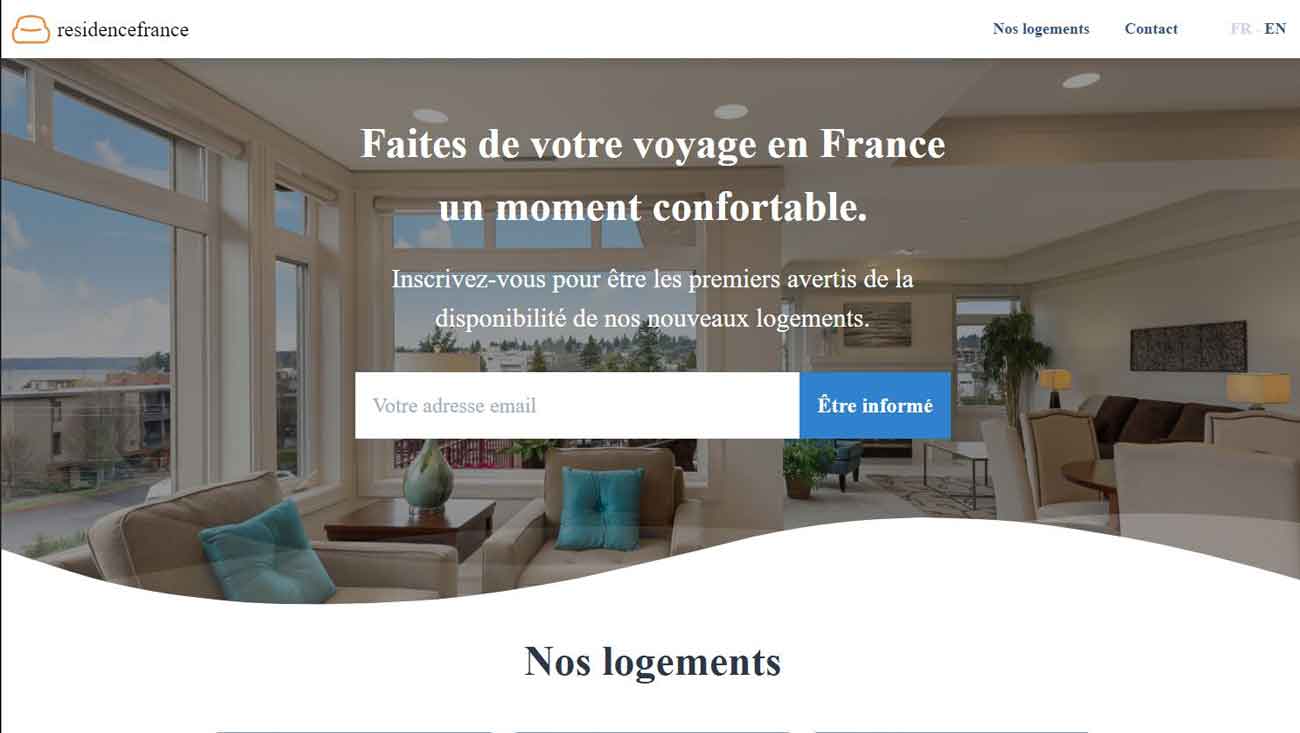 residencefrance
Nos logements
Contact
FR - EN
Faites de votre voyage en France
un moment confortable.
Inscrivez-vous pour être les premiers avertis de la
disponibilité de nos nouveaux logements.
Votre adresse email
Être informé
Nos logements